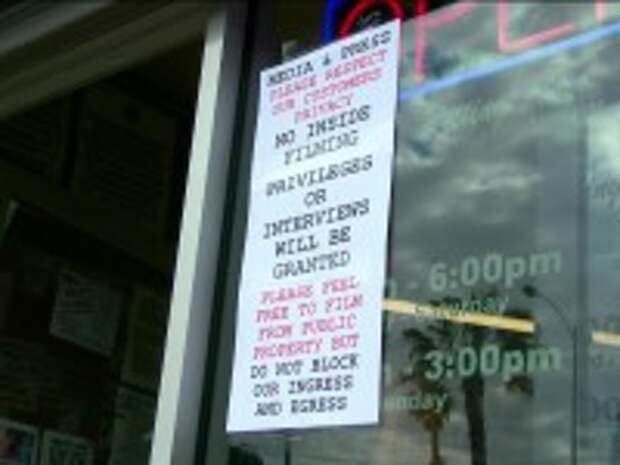 OPEN
MEDIA & PRESS
PLEASE RESPECT
OUR CUSTOMERS
PRIVACY
NO INSIDE
FILMING
PRIVILEGES
OR
INTERVIEWS
WILL BE
GRANTED
PLEASE FEEL
FREE TO FILM
FROM PUBLIC
PROPERTY BUT
DO NOT BLOCK
OUR INGRESS
AND EGRESS
- 6:00pm
- 3:00pm